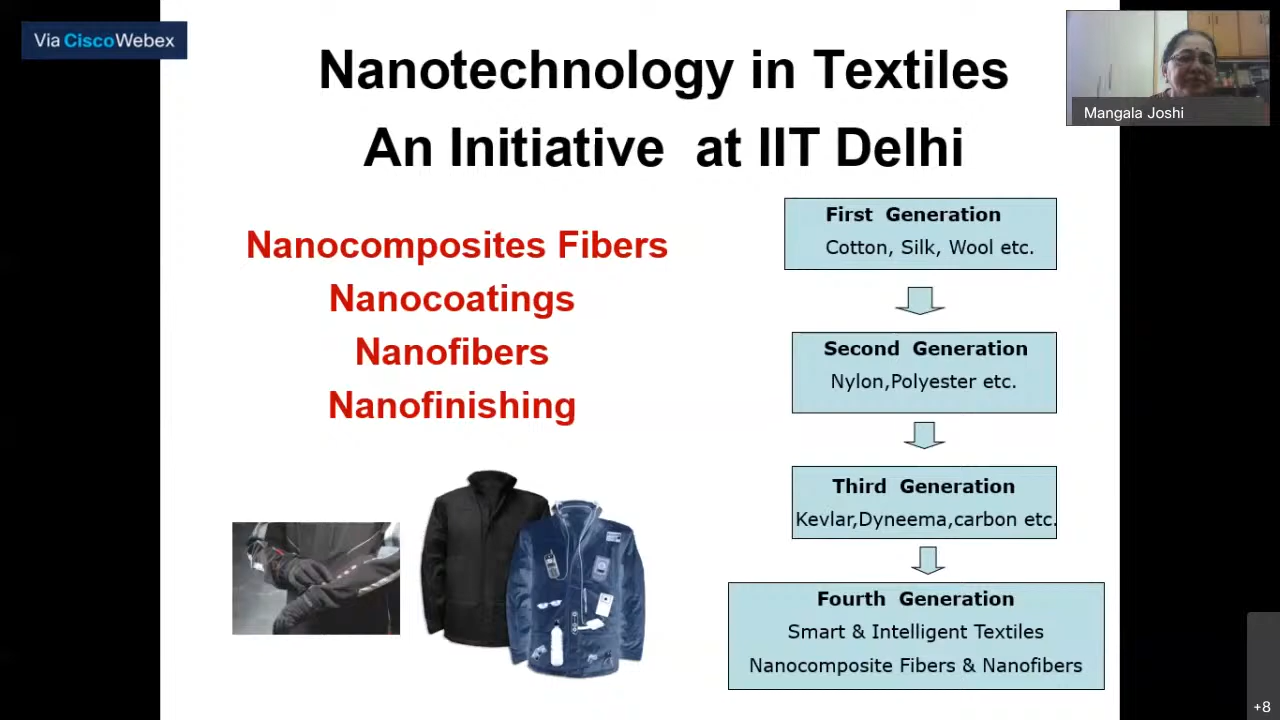 Via CiscoWebex
Nanotechnology in Textiles
An Initiative at IIT Delhi
Mangala Joshi
Nanocomposites Fibers
Nanocoatings
Nanofibers
Nanofinishing
First Generation
Cotton, Silk, Wool etc.
Second Generation
Nylon,Polyester etc.
Third Generation
Kevlar,Dyneema,carbon etc.
Fourth Generation
Smart & Intelligent Textiles
Nanocomposite Fibers & Nanofibers
+8